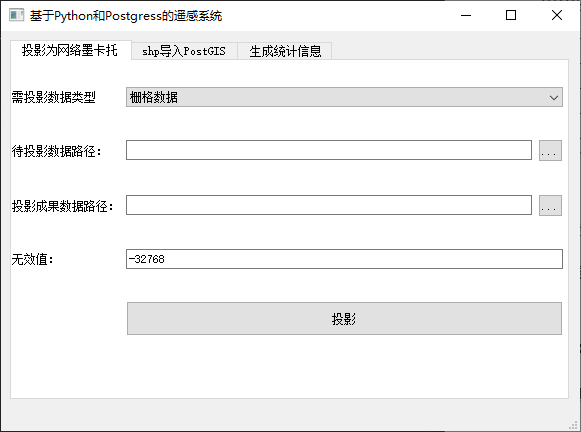 基于Python和Postgress的遥感系统
投影为网络墨卡托 shp导入PostGIS 生成统计信息
需投影数据类型 栅格数据
待投影数据路径： ...
投影成果数据路径： ...
无效值： -32768
投影